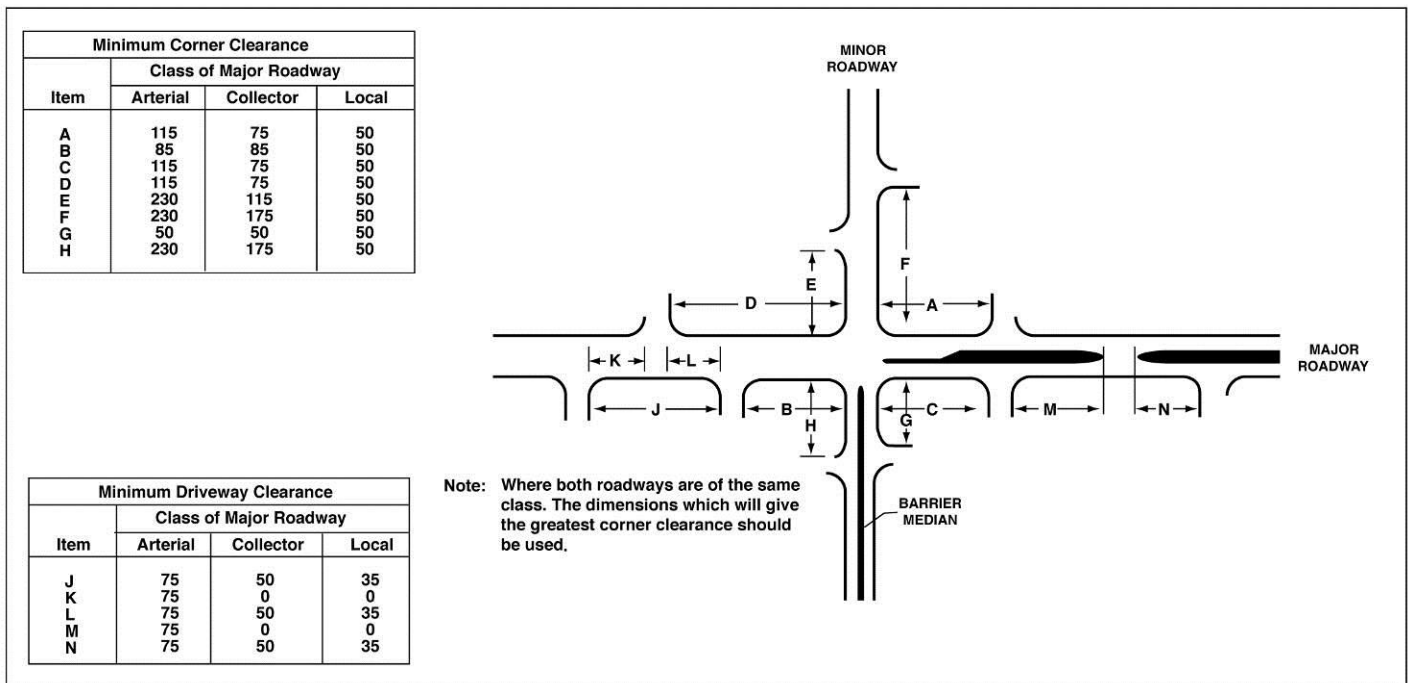 Minimum Corner Clearance
Class of Major Roadway
Item Arterial Collector Local
A 115 75 50
B 85 85 50
C 115 75 50
D 115 75 50
E 230 115 50
F 230 175 50
G 50 50 50
H 230 175 50
MINOR
ROADWAY
F
E
D
A
K
L
MAJOR
ROADWAY
J
B
H
C
G
M
N
Minimum Driveway Clearance
Class of Major Roadway
Item Arterial Collector Local
J 75 50 35
K 75 0 0
L 75 50 35
M 75 0 0
N 75 50 35
Note: Where both roadways are of the same
class. The dimensions which will give
the greatest corner clearance should
be used.
BARRIER
MEDIAN